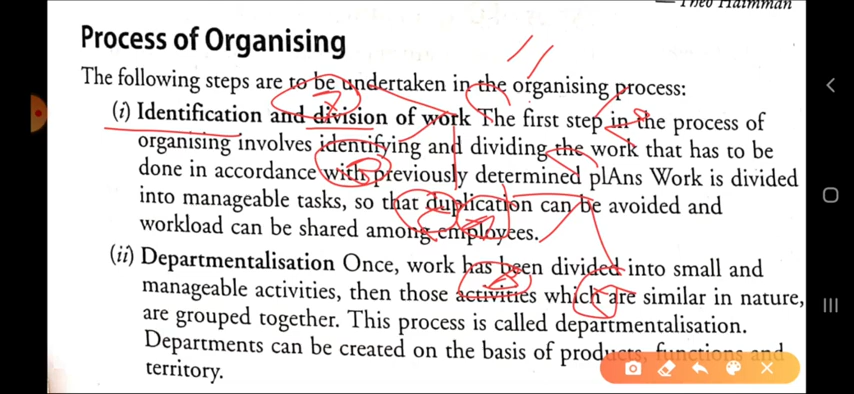 — Theo Haimman
Process of Organising
The following steps are to be undertaken in the organising process:
(i) Identification and division of work The first step in the process of
organising involves identifying and dividing the work that has to be
done in accordance with previously determined plAns Work is divided
into manageable tasks, so that duplication can be avoided and
workload can be shared among employees.
(ii) Departmentalisation Once, work has been divided into small and
manageable activities, then those activities which are similar in nature,
are grouped together. This process is called departmentalisation.
Departments can be created on the basis of products, functions and
territory.